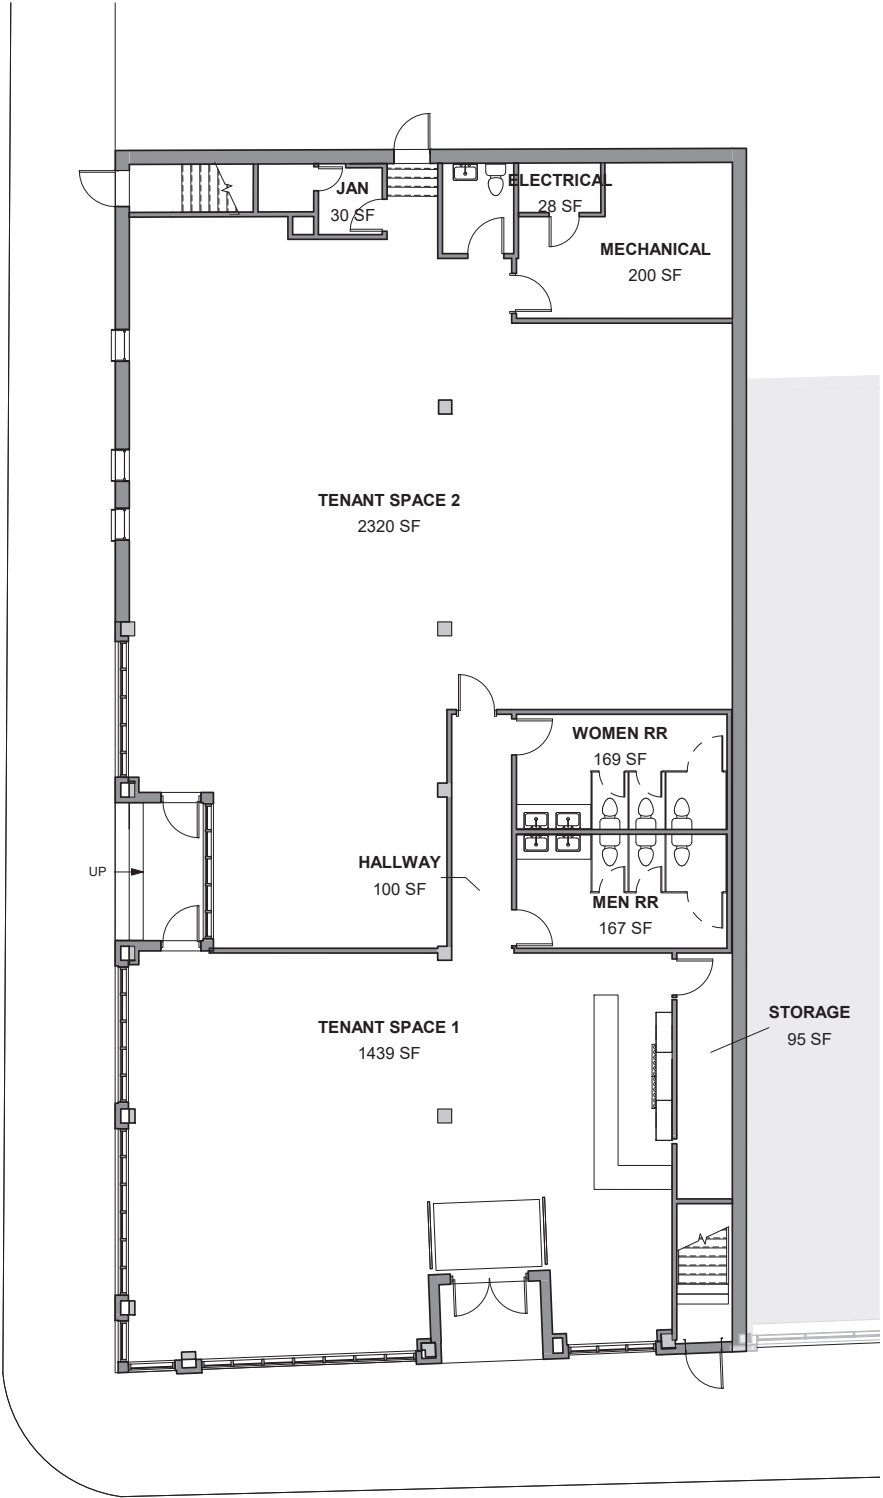 ELECTRICAL
28 SF
JAN
30 SF
MECHANICAL
200 SF
TENANT SPACE 2
2320 SF
WOMEN RR
169 SF
HALLWAY
100 SF
UP
MEN RR
167 SF
TENANT SPACE 1
1439 SF
STORAGE
95 SF